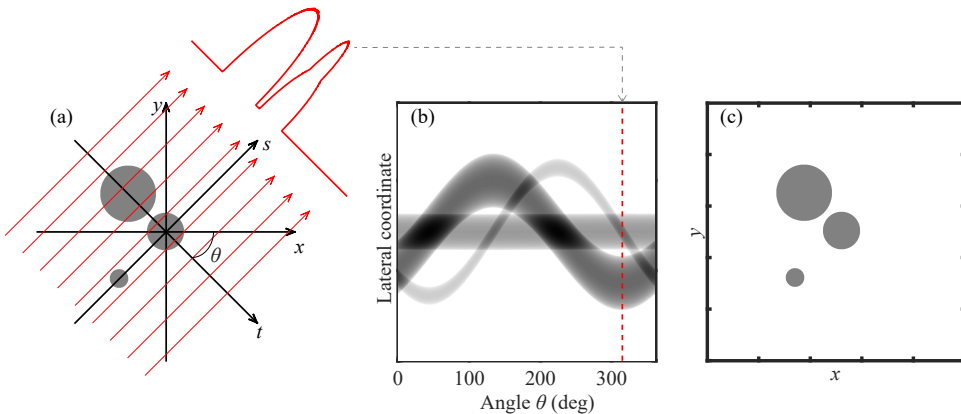 (a)
y
s
x
θ
t
(b)
Lateral coordinate
0 100 200 300
Angle θ (deg)
(c)
y
x